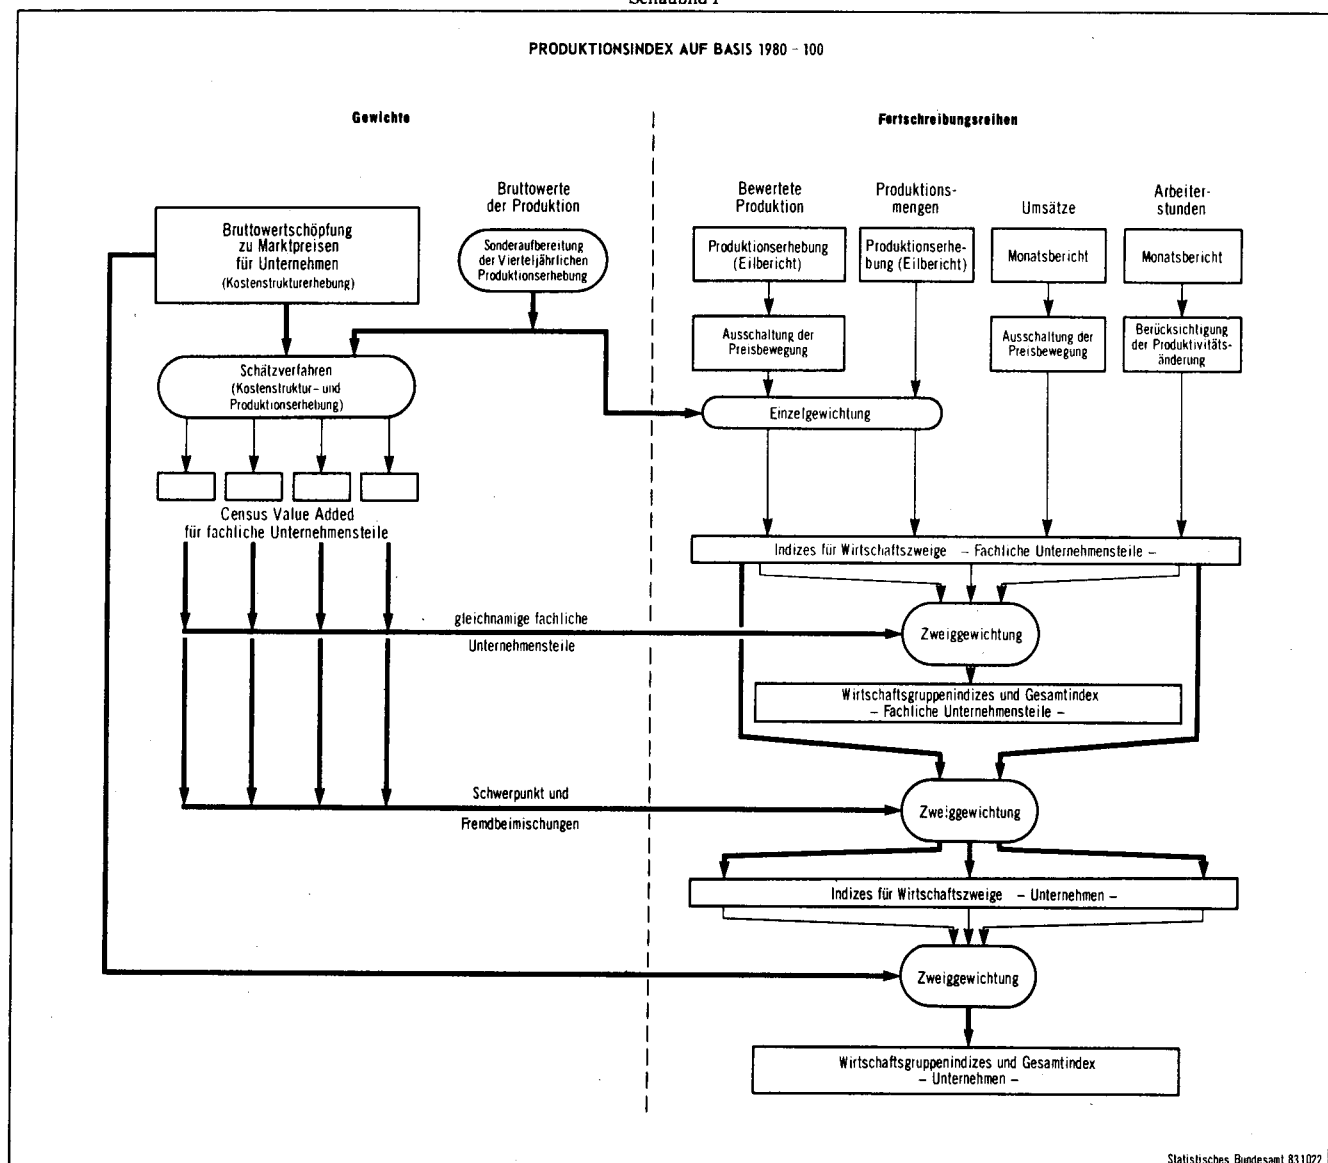 Schaubild 1
PRODUKTIONSINDEX AUF BASIS 1980 - 100
Gewichte
Fortschreibungsreihen
Bruttowertschöpfung
zu Marktpreisen
für Unternehmen
(Kostenstrukturerhebung)
Bruttowerte
der Produktion
Sonderaufbereitung
der Vierteljährlichen
Produktionserhebung
Bewertete
Produktion
Produktions-
mengen
Umsätze
Arbeiter-
stunden
Produktionserhebung
(Eilbericht)
Produktionserhe-
bung (Eilbericht)
Monatsbericht
Monatsbericht
Ausschaltung der
Preisbewegung
Ausschaltung der
Preisbewegung
Berücksichtigung
der Produktivitäts-
änderung
Schätzverfahren
(Kostenstruktur- und
Produktionserhebung)
Einzelgewichtung
Census Value Added
für fachliche Unternehmensteile
Indizes für Wirtschaftszweige – Fachliche Unternehmensteile –
gleichnamige fachliche
Unternehmensteile
Zweiggewichtung
Wirtschaftsgruppenindizes und Gesamtindex
– Fachliche Unternehmensteile –
Schwerpunkt und
Fremdbeimischungen
Zweiggewichtung
Indizes für Wirtschaftszweige – Unternehmen –
Zweiggewichtung
Wirtschaftsgruppenindizes und Gesamtindex
– Unternehmen –
Statistisches Bundesamt 831022